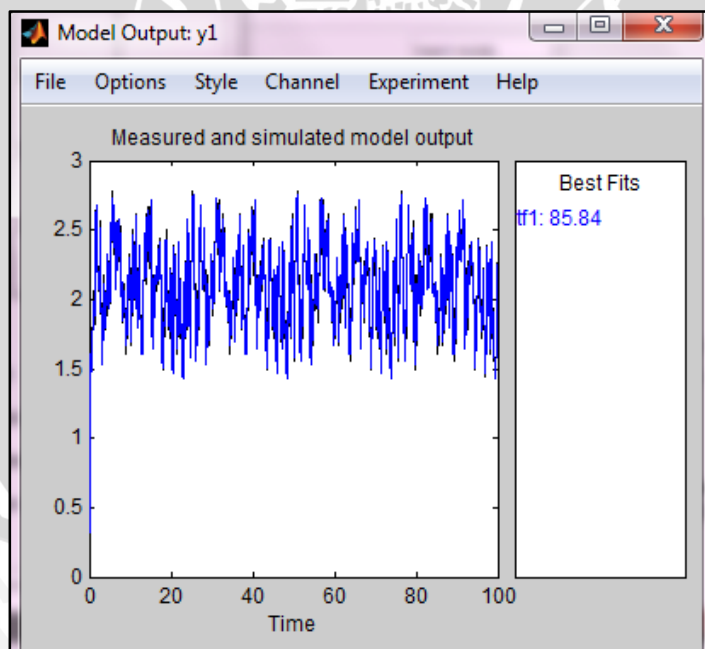 Model Output: y1
File Options Style Channel Experiment Help
Measured and simulated model output
Best Fits
tf1: 85.84
3
2.5
2
1.5
1
0.5
0
0 20 40 60 80 100
Time